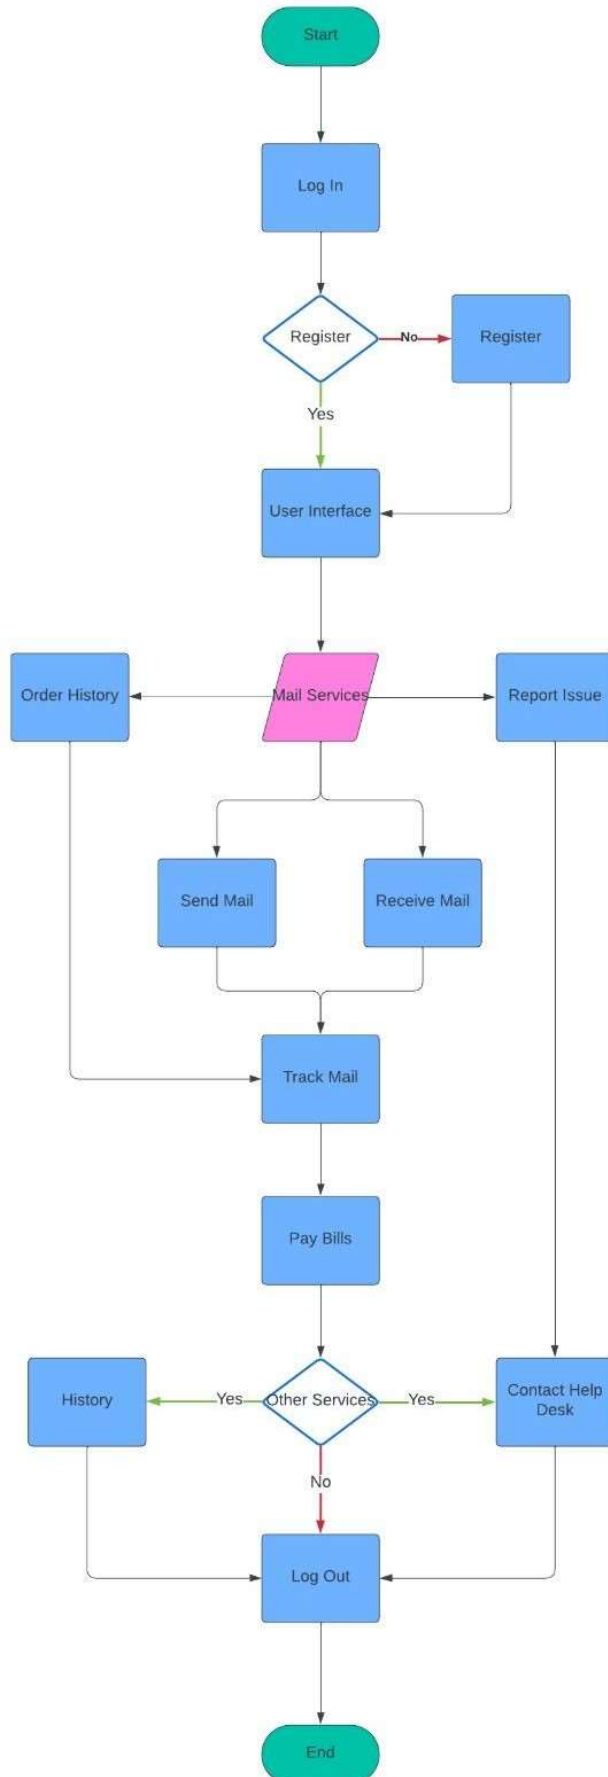 Start
Log In
Register
No
Register
Yes
User Interface
Order History
Mail Services
Report Issue
Send Mail
Receive Mail
Track Mail
Pay Bills
History
Yes
Other Services
Yes
Contact Help
Desk
No
Log Out
End